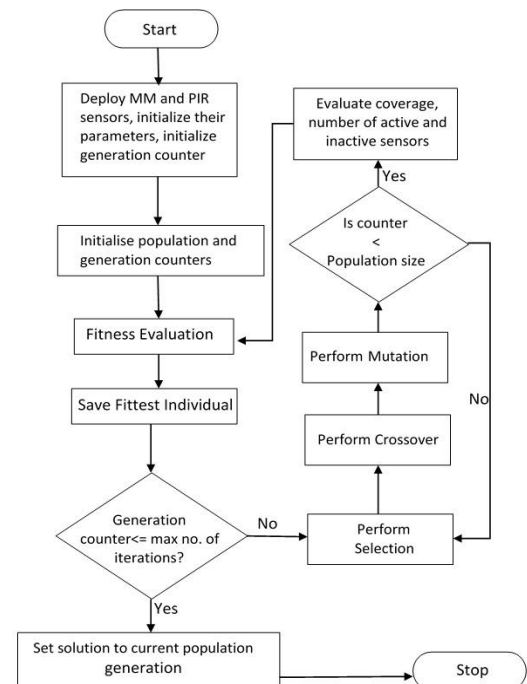 Start
Deploy MM and PIR
sensors, initialize their
parameters, initialize
generation counter
Initialise population and
generation counters
Fitness Evaluation
Save Fittest Individual
Generation
counter<= max no. of
iterations?
No
Yes
Set solution to current population
generation
Stop
Perform
Selection
Perform Crossover
Perform Mutation
Is counter
<
Population size
No
Yes
Evaluate coverage,
number of active and
inactive sensors